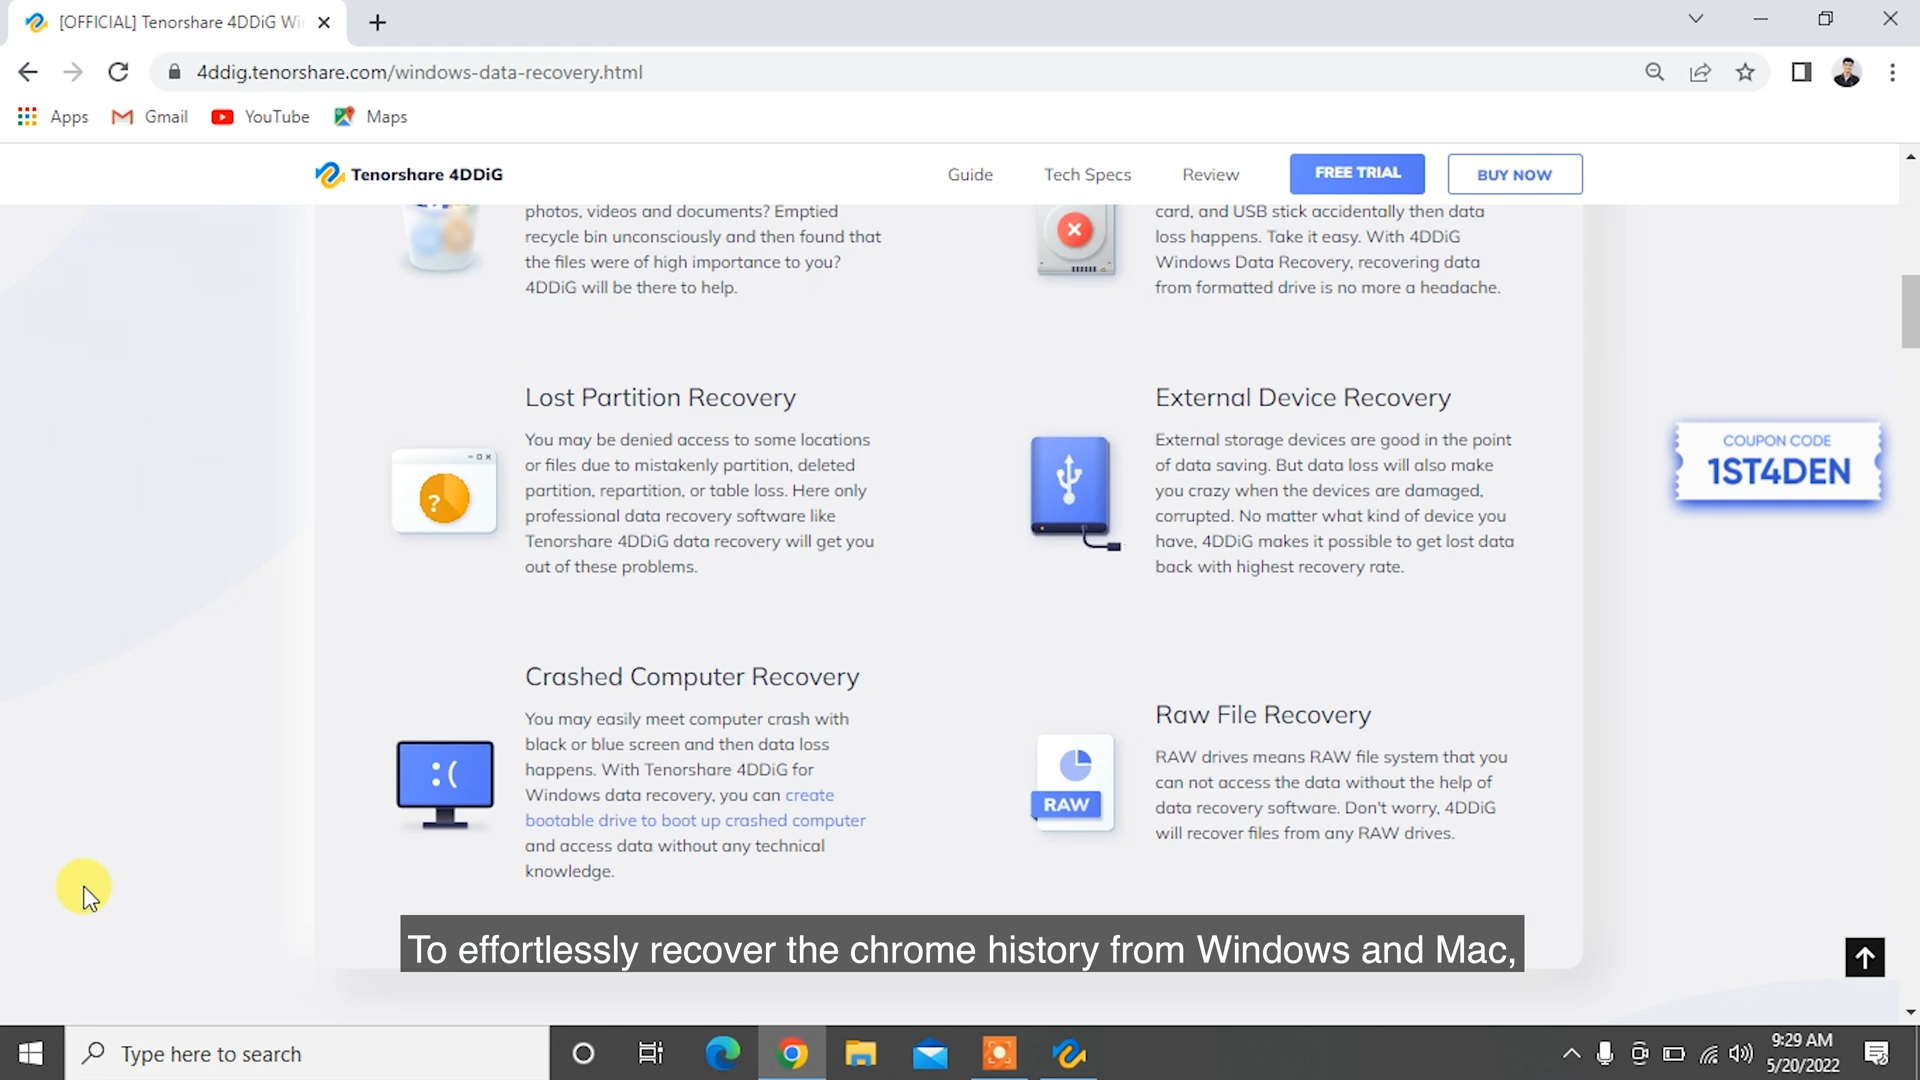 [OFFICIAL] Tenorshare 4DDiG Wi
4ddig.tenorshare.com/windows-data-recovery.html
Apps
Gmail
YouTube
Maps
Tenorshare 4DDiG
Guide
Tech Specs
Review
FREE TRIAL
BUY NOW
photos, videos and documents? Emptied
recycle bin unconsciously and then found that
the files were of high importance to you?
4DDiG will be there to help.
card, and USB stick accidentally then data
loss happens. Take it easy. With 4DDiG
Windows Data Recovery, recovering data
from formatted drive is no more a headache.
Lost Partition Recovery
You may be denied access to some locations
or files due to mistakenly partition, deleted
partition, repartition, or table loss. Here only
professional data recovery software like
Tenorshare 4DDiG data recovery will get you
out of these problems.
External Device Recovery
External storage devices are good in the point
of data saving. But data loss will also make
you crazy when the devices are damaged,
corrupted. No matter what kind of device you
have, 4DDiG makes it possible to get lost data
back with highest recovery rate.
COUPON CODE
1ST4DEN
Crashed Computer Recovery
You may easily meet computer crash with
black or blue screen and then data loss
happens. With Tenorshare 4DDiG for
Windows data recovery, you can create
bootable drive to boot up crashed computer
and access data without any technical
knowledge.
Raw File Recovery
RAW drives means RAW file system that you
can not access the data without the help of
data recovery software. Don't worry, 4DDiG
will recover files from any RAW drives.
RAW
To effortlessly recover the chrome history from Windows and Mac,
Type here to search
9:29 AM
5/20/2022